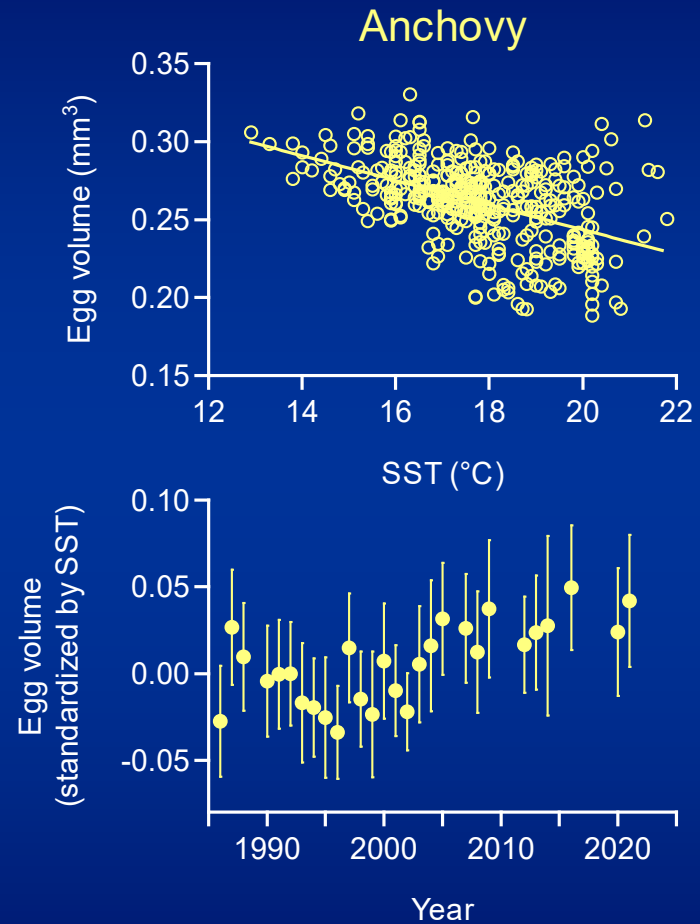 Anchovy
Egg volume (mm³)
0.35
0.30
0.25
0.20
0.15
12 14 16 18 20 22
SST (°C)
Egg volume
(standardized by SST)
0.10
0.05
0.00
-0.05
1990 2000 2010 2020
Year